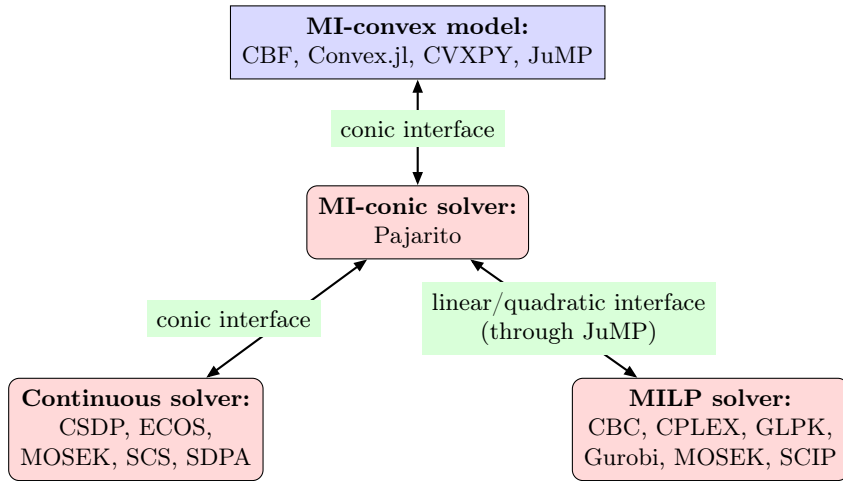 MI-convex model:
CBF, Convex.jl, CVXPY, JuMP
conic interface
MI-conic solver:
Pajarito
conic interface
linear/quadratic interface
(through JuMP)
Continuous solver:
CSDP, ECOS,
MOSEK, SCS, SDPA
MILP solver:
CBC, CPLEX, GLPK,
Gurobi, MOSEK, SCIP